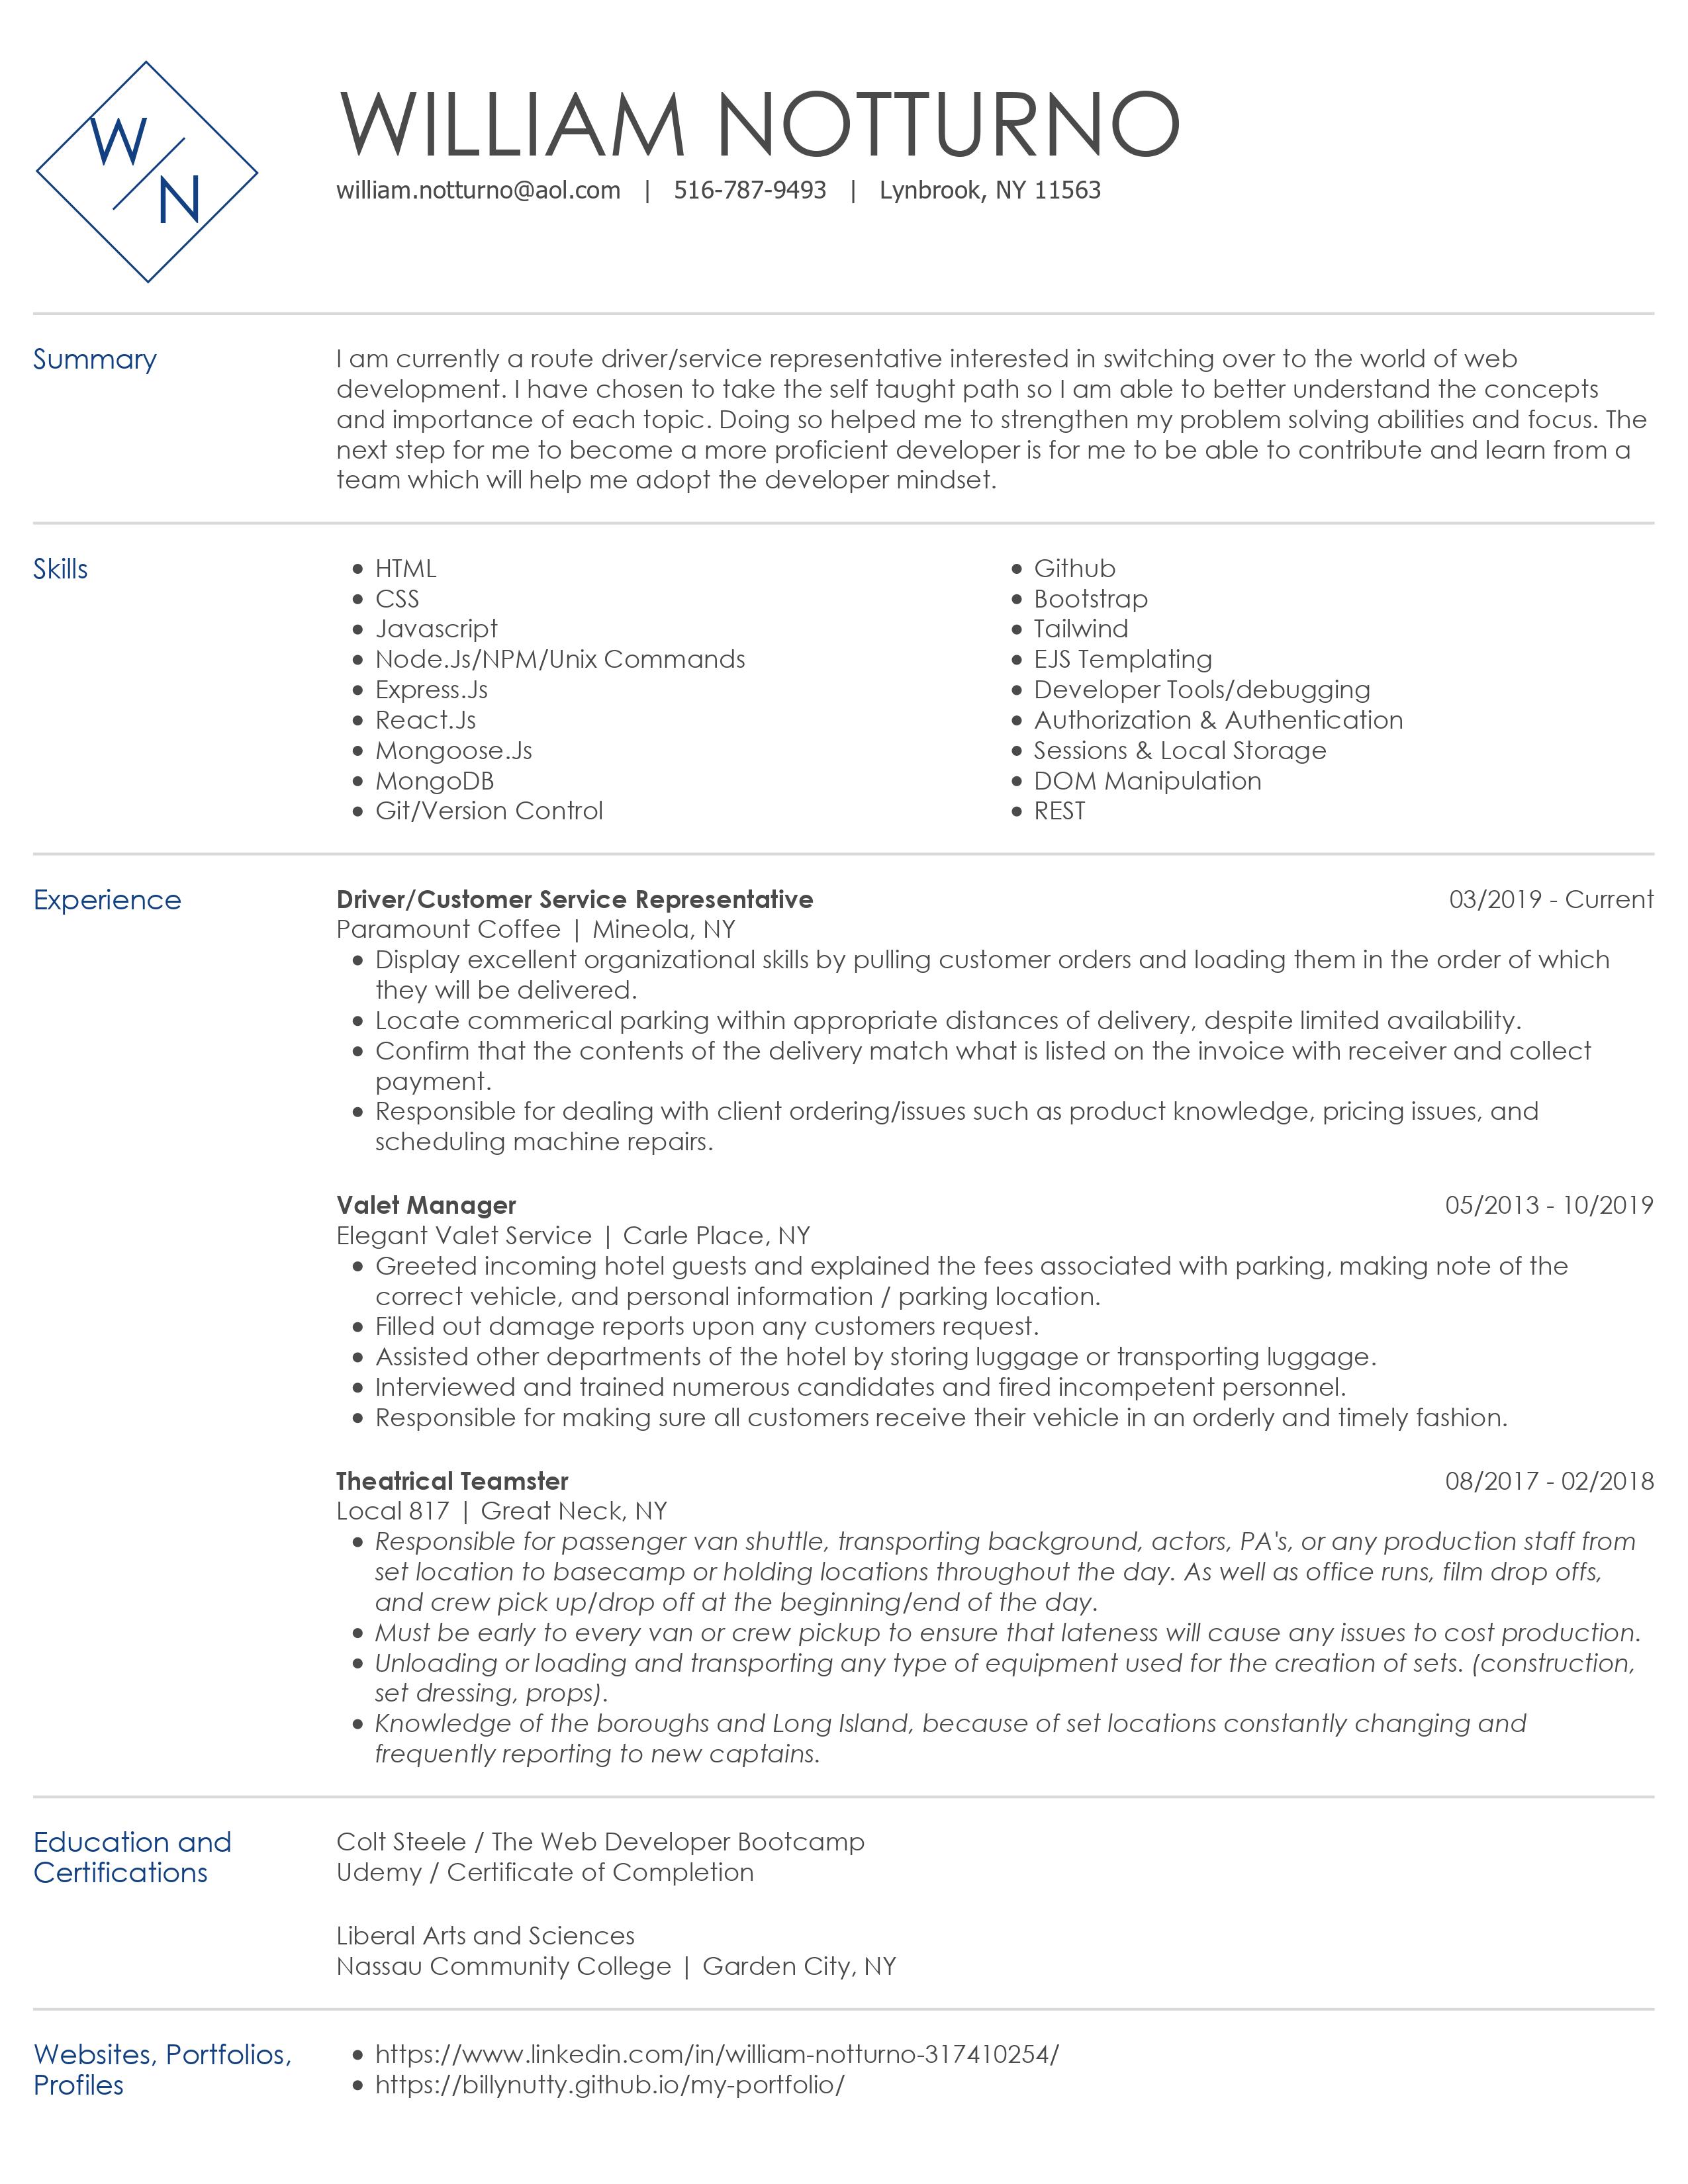 W
N
WILLIAM NOTTURNO
william.notturno@aol.com | 516-787-9493 | Lynbrook, NY 11563
Summary
I am currently a route driver/service representative interested in switching over to the world of web
development. I have chosen to take the self taught path so I am able to better understand the concepts
and importance of each topic. Doing so helped me to strengthen my problem solving abilities and focus. The
next step for me to become a more proficient developer is for me to be able to contribute and learn from a
team which will help me adopt the developer mindset.
Skills
• HTML
• CSS
• Javascript
• Node.Js/NPM/Unix Commands
• Express.Js
• React.Js
• Mongoose.Js
• MongoDB
• Git/Version Control
• Github
• Bootstrap
• Tailwind
• EJS Templating
• Developer Tools/debugging
• Authorization & Authentication
• Sessions & Local Storage
• DOM Manipulation
• REST
Experience
Driver/Customer Service Representative 03/2019 - Current
Paramount Coffee | Mineola, NY
• Display excellent organizational skills by pulling customer orders and loading them in the order of which
they will be delivered.
• Locate commerical parking within appropriate distances of delivery, despite limited availability.
• Confirm that the contents of the delivery match what is listed on the invoice with receiver and collect
payment.
• Responsible for dealing with client ordering/issues such as product knowledge, pricing issues, and
scheduling machine repairs.
Valet Manager 05/2013 - 10/2019
Elegant Valet Service | Carle Place, NY
• Greeted incoming hotel guests and explained the fees associated with parking, making note of the
correct vehicle, and personal information / parking location.
• Filled out damage reports upon any customers request.
• Assisted other departments of the hotel by storing luggage or transporting luggage.
• Interviewed and trained numerous candidates and fired incompetent personnel.
• Responsible for making sure all customers receive their vehicle in an orderly and timely fashion.
Theatrical Teamster 08/2017 - 02/2018
Local 817 | Great Neck, NY
• Responsible for passenger van shuttle, transporting background, actors, PA's, or any production staff from
set location to basecamp or holding locations throughout the day. As well as office runs, film drop offs,
and crew pick up/drop off at the beginning/end of the day.
• Must be early to every van or crew pickup to ensure that lateness will cause any issues to cost production.
• Unloading or loading and transporting any type of equipment used for the creation of sets. (construction,
set dressing, props).
• Knowledge of the boroughs and Long Island, because of set locations constantly changing and
frequently reporting to new captains.
Education and
Certifications
Colt Steele / The Web Developer Bootcamp
Udemy / Certificate of Completion
Liberal Arts and Sciences
Nassau Community College | Garden City, NY
Websites, Portfolios,
Profiles
• https://www.linkedin.com/in/william-notturno-317410254/
• https://billynutty.github.io/my-portfolio/